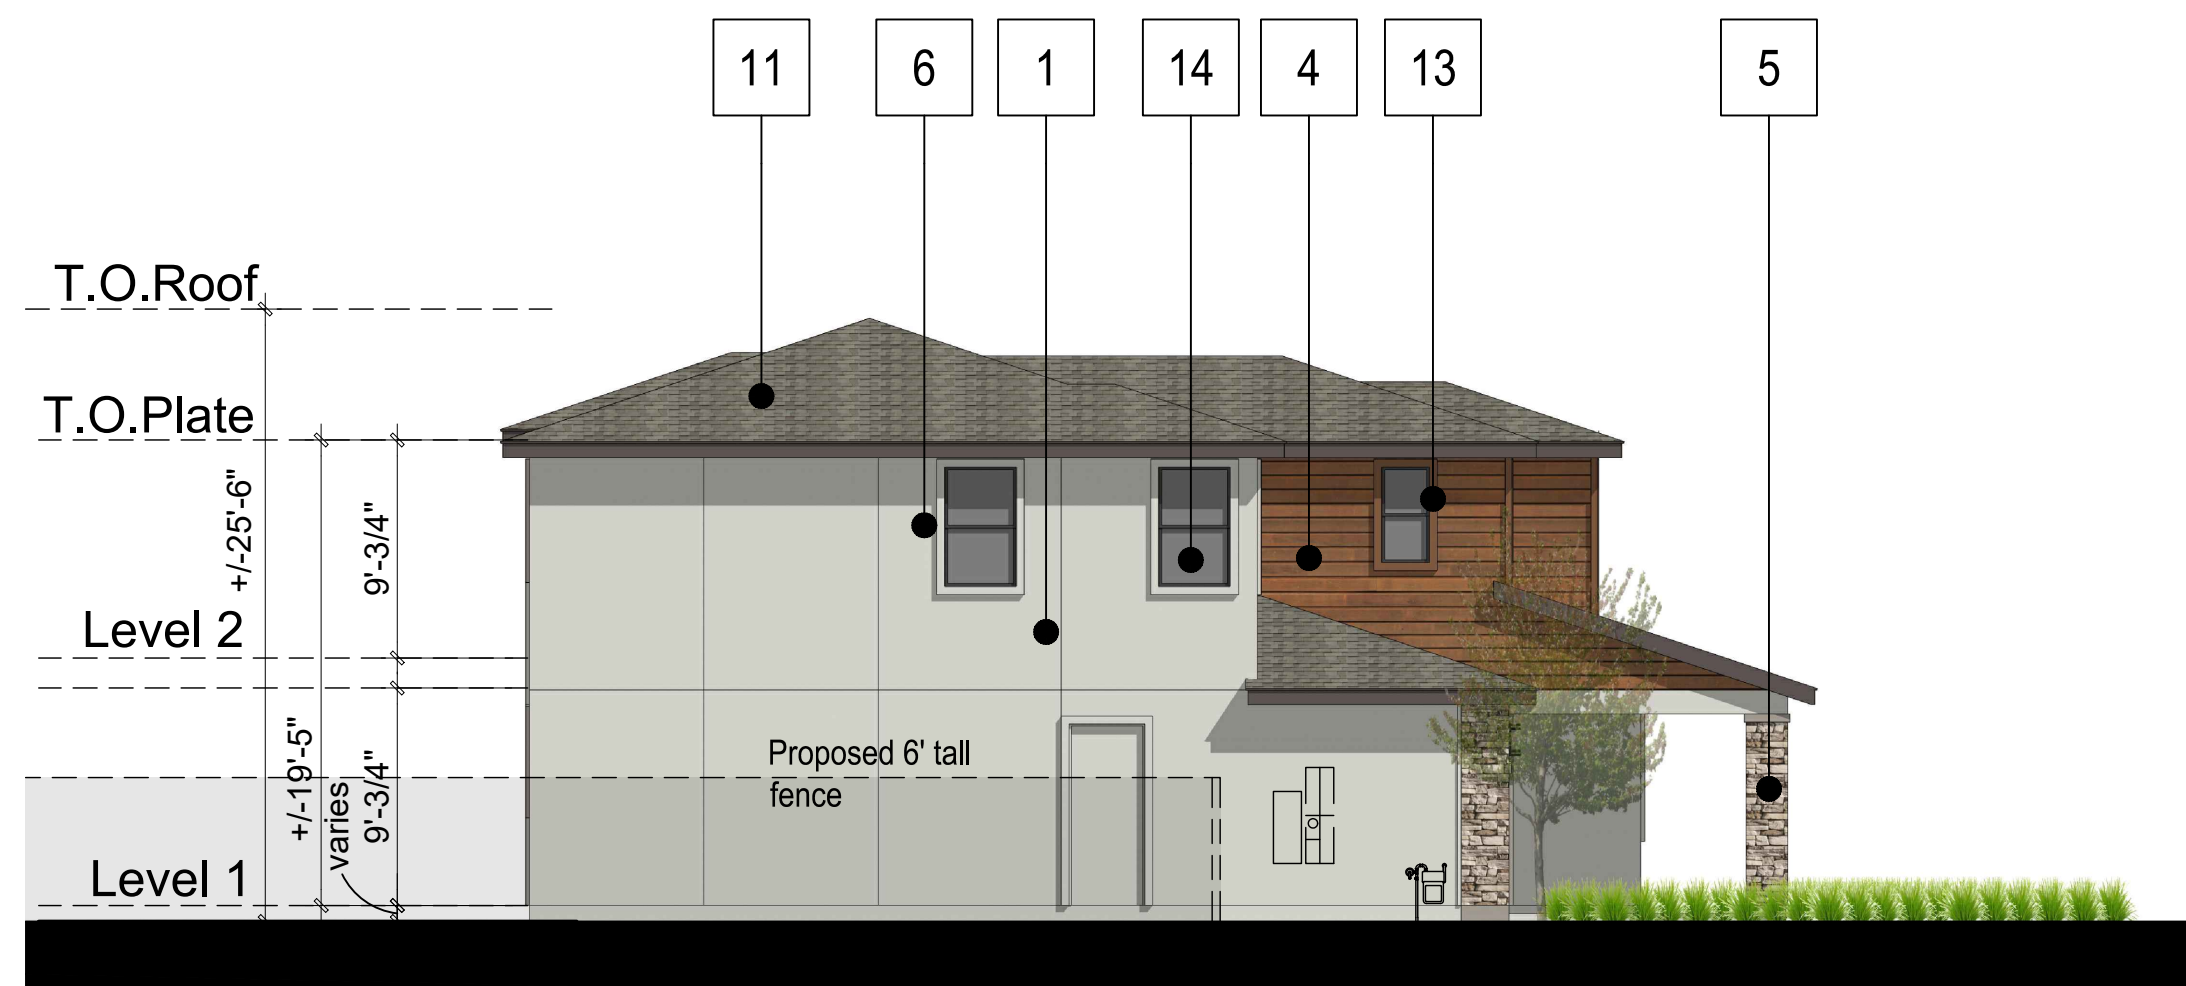 11
6
1
14
4
13
5
T.O.Roof
T.O.Plate
+/-25'-6"
9'-3/4"
Level 2
+/-19'-5"
varies
9'-3/4"
Proposed 6' tall
fence
Level 1